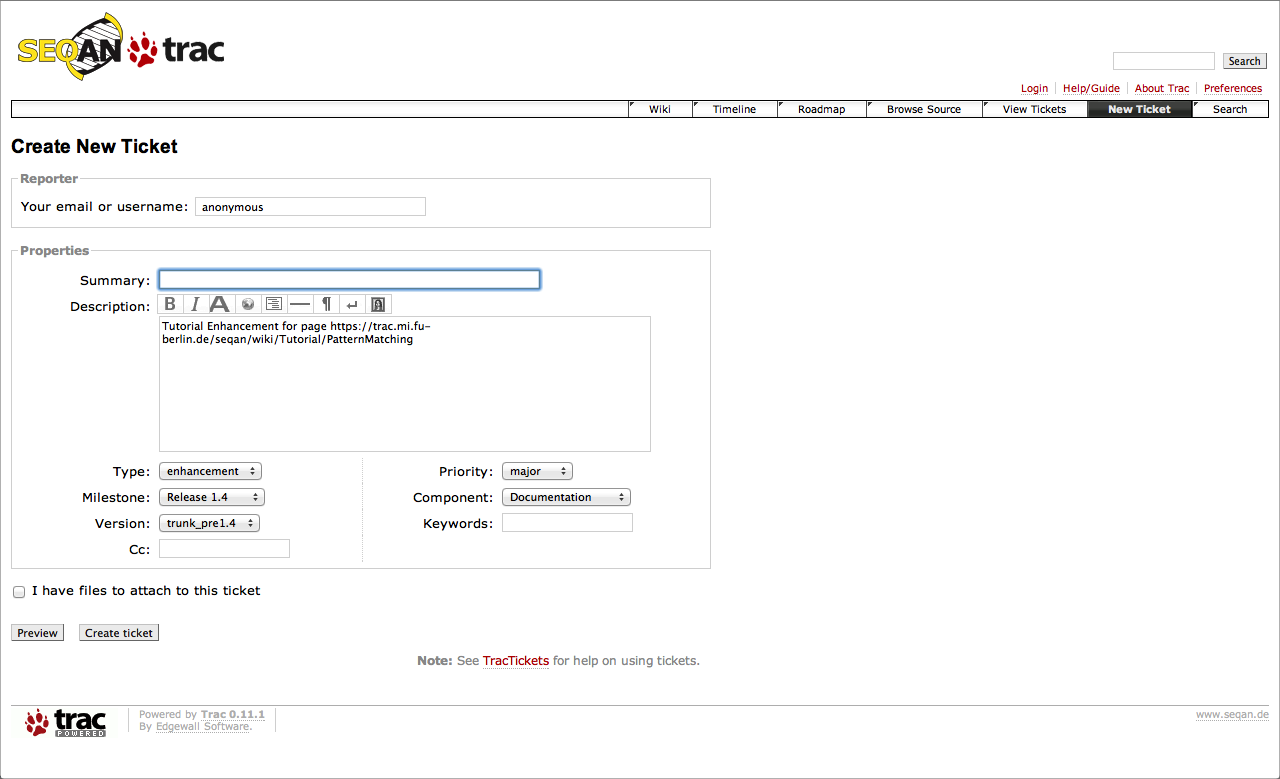 SEQAN trac
Search
Login Help/Guide About Trac Preferences
Wiki Timeline Roadmap Browse Source View Tickets New Ticket Search
Create New Ticket
Reporter
Your email or username: anonymous
Properties
Summary:
Description: B I A ¶
Tutorial Enhancement for page https://trac.mi.fu-
berlin.de/seqan/wiki/Tutorial/PatternMatching
Type: enhancement Priority: major
Milestone: Release 1.4 Component: Documentation
Version: trunk_pre1.4 Keywords:
Cc:
I have files to attach to this ticket
Preview Create ticket
Note: See TracTickets for help on using tickets.
trac
POWERED
Powered by Trac 0.11.1
By Edgewall Software.
www.seqan.de